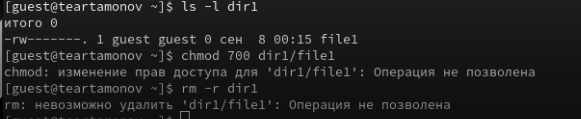 [guest@teartamonov ~]$ ls -l dir1
итого 0
-rw-------. 1 guest guest 0 сен  8 00:15 file1
[guest@teartamonov ~]$ chmod 700 dir1/file1
chmod: изменение прав доступа для 'dir1/file1': Операция не позволена
[guest@teartamonov ~]$ rm -r dir1
rm: невозможно удалить 'dir1/file1': Операция не позволена
[guest@teartamonov ~]$